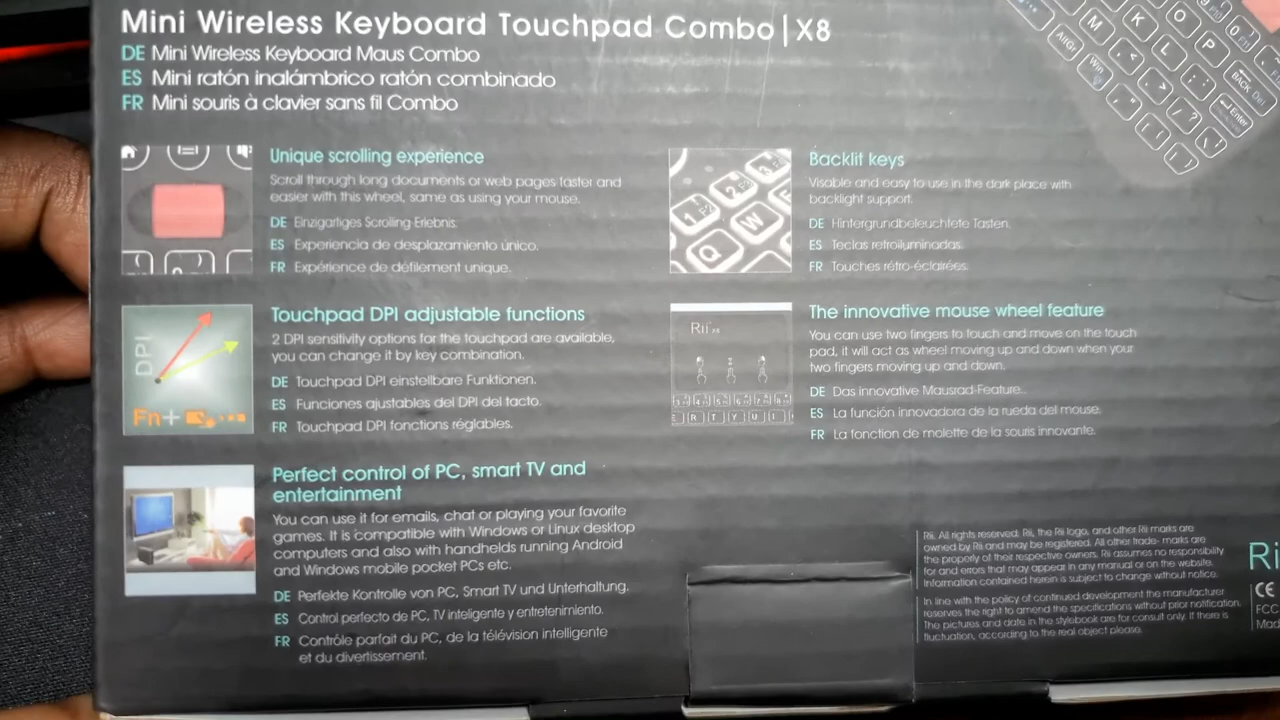 Mini Wireless Keyboard Touchpad Combo | X8
DE Mini Wireless Keyboard Maus Combo
ES Mini ratón inalámbrico ratón combinado
FR Mini souris à clavier sans fil Combo
Unique scrolling experience
Scroll through long documents or web pages faster and
easier with this wheel, same as using your mouse.
DE Einzigartiges Scrolling-Erlebnis.
ES Experiencia de desplazamiento único.
FR Expérience de défilement unique.
Touchpad DPI adjustable functions
2 DPI sensitivity options for the touchpad are available,
you can change it by key combination.
DE Touchpad DPI einstellbare Funktionen.
ES Funciones ajustables del DPI del tacto.
FR Touchpad DPI fonctions réglables.
DPI
Fn+
Perfect control of PC, smart TV and
entertainment
You can use it for emails, chat or playing your favorite
games. It is compatible with Windows or Linux desktop
computers and also with handhelds running Android
and Windows mobile pocket PCs etc.
DE Perfekte Kontrolle von PC, Smart TV und Unterhaltung.
ES Control perfecto de PC, TV inteligente y entretenimiento.
FR Contrôle parfait du PC, de la télévision intelligente
et du divertissement.
Backlit keys
Visable and easy to use in the dark place with
backlight support.
DE Hintergrundbeleuchtete Tasten.
ES Teclas retroiluminadas.
FR Touches rétro-éclairées.
1 F2
2 F3
3
Q
W
The innovative mouse wheel feature
You can use two fingers to touch and move on the touch
pad, it will act as wheel moving up and down when your
two fingers moving up and down.
DE Das innovative Mausrad-Feature.
ES La función innovadora de la rueda del mouse.
FR La fonction de molette de la souris innovante.
Rii X8
E R T Y U I
M K O
AltGr L P
Win
BACK Del
Enter
Rii. All rights reserved. Rii, the Rii logo, and other Rii marks are
owned by Rii and may be registered. All other trade- marks are
the property of their respective owners. Rii assumes no responsibility
for and errors that may appear in any manual or on the website.
Information contained herein is subject to change without notice.
In line with the policy of continued development the manufacturer
reserves the right to amend the specifications without prior notification.
The pictures and date in the stylebook are for consult only. If there is
fluctuation, according to the real object please.
Ri
CE
FCC
Mad